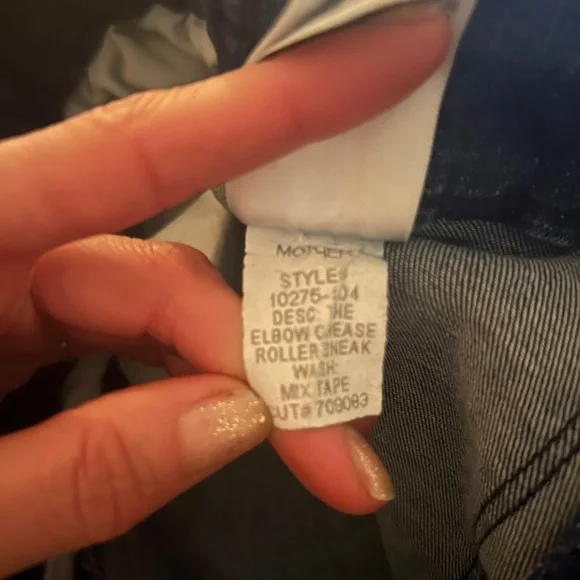 MOTHER
STYLE#
10275-104
DESC: THE
ELBOW GREASE
ROLLER SNEAK
WASH:
MIX TAPE
CUT# 709083